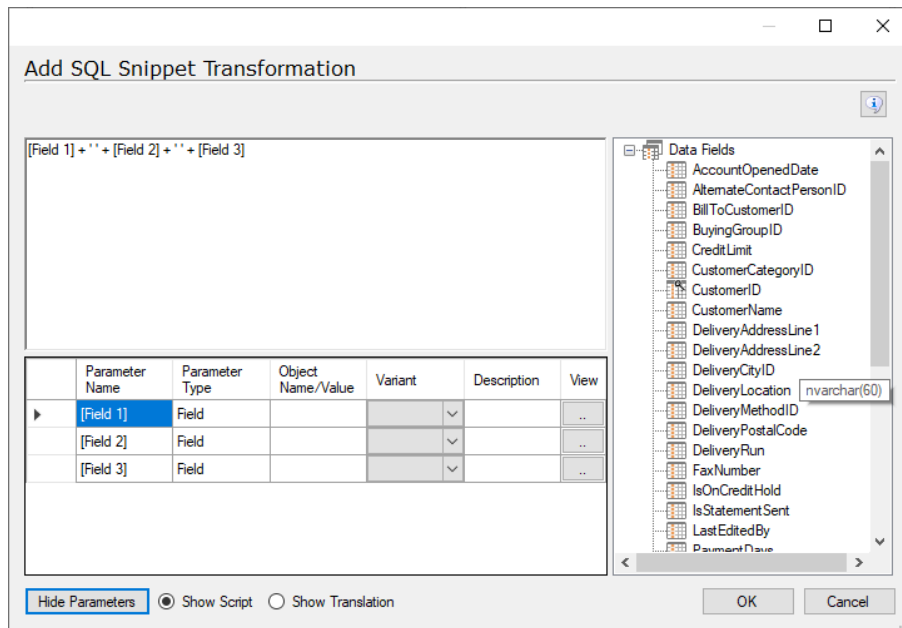 Add SQL Snippet Transformation
[Field 1] + ' ' + [Field 2] + ' ' + [Field 3]
Parameter Name Parameter Type Object Name/Value Variant Description View
[Field 1] Field ..
[Field 2] Field ..
[Field 3] Field ..
Data Fields
AccountOpenedDate
AlternateContactPersonID
BillToCustomerID
BuyingGroupID
CreditLimit
CustomerCategoryID
CustomerID
CustomerName
DeliveryAddressLine1
DeliveryAddressLine2
DeliveryCityID
DeliveryLocation nvarchar(60)
DeliveryMethodID
DeliveryPostalCode
DeliveryRun
FaxNumber
IsOnCreditHold
IsStatementSent
LastEditedBy
PaymentDays
Hide Parameters Show Script Show Translation OK Cancel